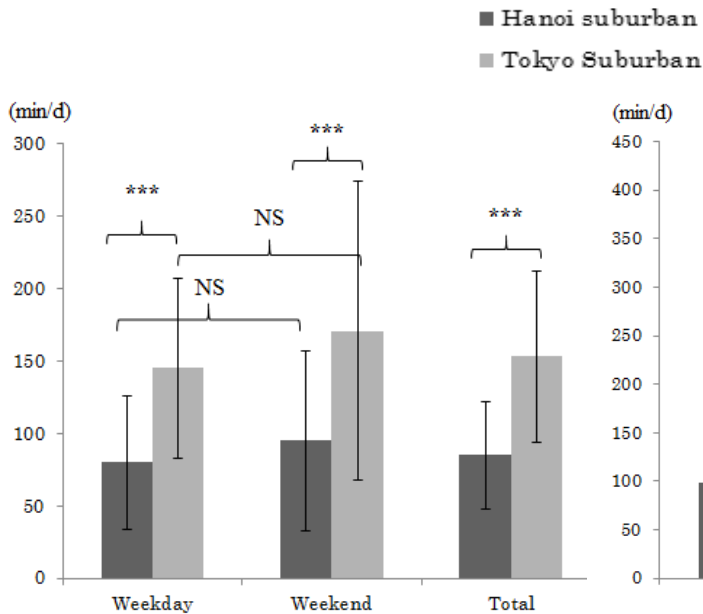 Hanoi suburban
Tokyo Suburban
(min/d)
(min/d)
300
250
200
150
100
50
0
***
***
***
NS
NS
Weekday
Weekend
Total
450
400
350
300
250
200
150
100
50
0